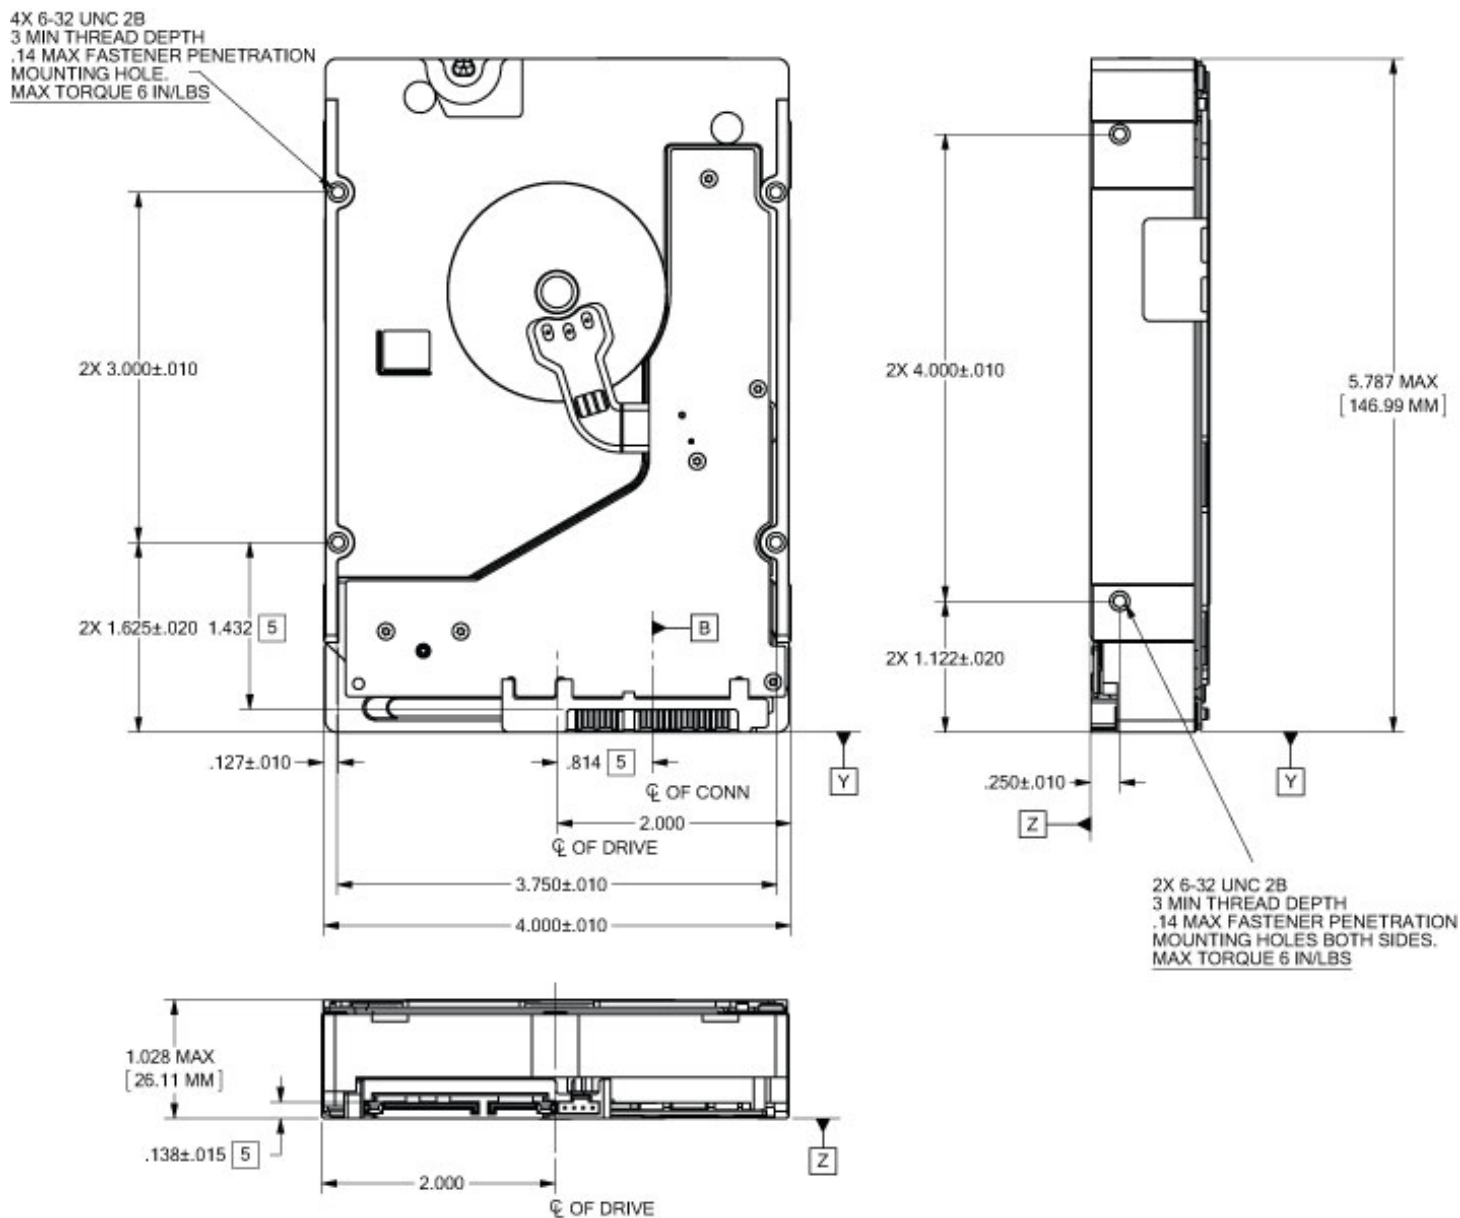 4X 6-32 UNC 2B
3 MIN THREAD DEPTH
.14 MAX FASTENER PENETRATION
MOUNTING HOLE.
MAX TORQUE 6 IN/LBS
2X 3.000±.010
2X 1.625±.020 1.432 5
B
.127±.010
.814 5
℄ OF CONN
2.000
℄ OF DRIVE
3.750±.010
4.000±.010
Y
2X 4.000±.010
5.787 MAX
[ 146.99 MM ]
2X 1.122±.020
.250±.010
Z
Y
2X 6-32 UNC 2B
3 MIN THREAD DEPTH
.14 MAX FASTENER PENETRATION
MOUNTING HOLES BOTH SIDES.
MAX TORQUE 6 IN/LBS
1.028 MAX
[ 26.11 MM ]
.138±.015 5
Z
2.000
℄ OF DRIVE